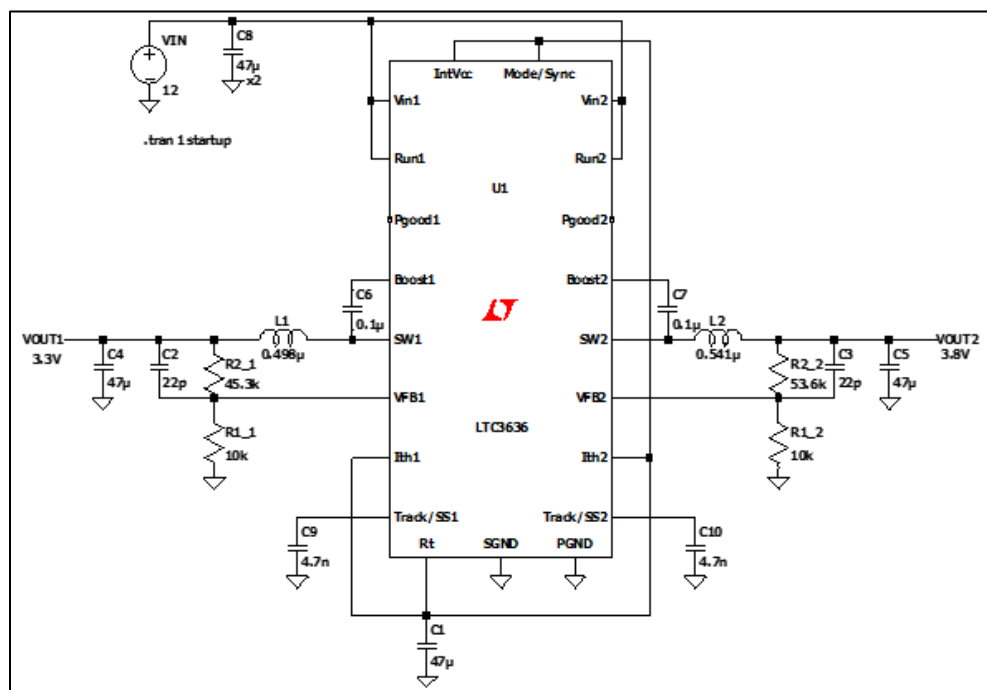 VIN
12
C8
47µ
x2
.tran 1 startup
IntVcc
Mode/Sync
Vin1
Vin2
Run1
Run2
U1
Pgood1
Pgood2
Boost1
Boost2
C6
0.1µ
C7
0.1µ
VOUT1
3.3V
L1
0.498µ
SW1
SW2
L2
0.541µ
VOUT2
3.8V
C4
47µ
C2
22p
R2_1
45.3k
R2_2
53.6k
C3
22p
C5
47µ
VFB1
VFB2
LTC3636
R1_1
10k
R1_2
10k
Ith1
Ith2
Track/SS1
Track/SS2
C9
4.7n
C10
4.7n
Rt
SGND
PGND
C1
47µ